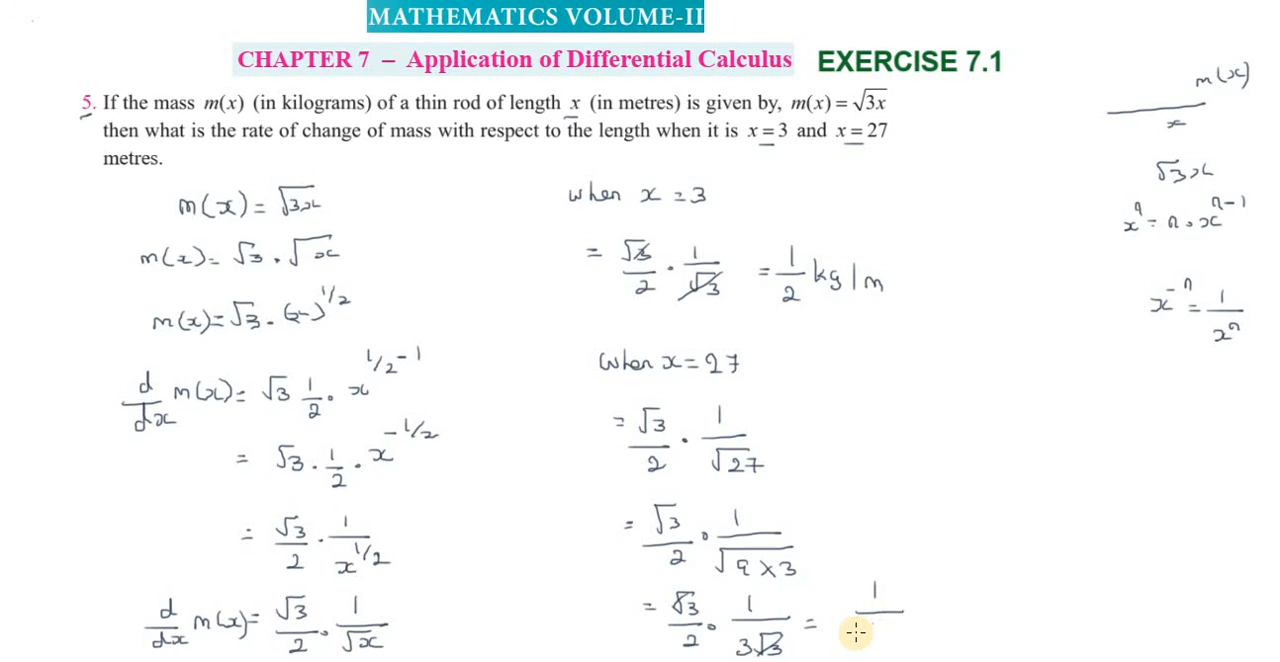 MATHEMATICS VOLUME-II
CHAPTER 7 – Application of Differential Calculus EXERCISE 7.1
5. If the mass m(x) (in kilograms) of a thin rod of length x (in metres) is given by, m(x) = √3x
then what is the rate of change of mass with respect to the length when it is x = 3 and x = 27
metres.
m(x) = √3x
m(x) = √3 . √x
m(x) = √3 . (x)^1/2
d/dx m(x) = √3 1/2 . x^1/2-1
= √3 . 1/2 . x^-1/2
= √3/2 . 1/x^1/2
d/dx m(x) = √3/2 . 1/√x
when x = 3
= √3/2 . 1/√3 = 1/2 kg/m
when x = 27
= √3/2 . 1/√27
= √3/2 . 1/√9×3
= √3/2 . 1/3√3 = 1/
m(x)
x
√3x
x^n = n . x^n-1
x^-n = 1/x^n